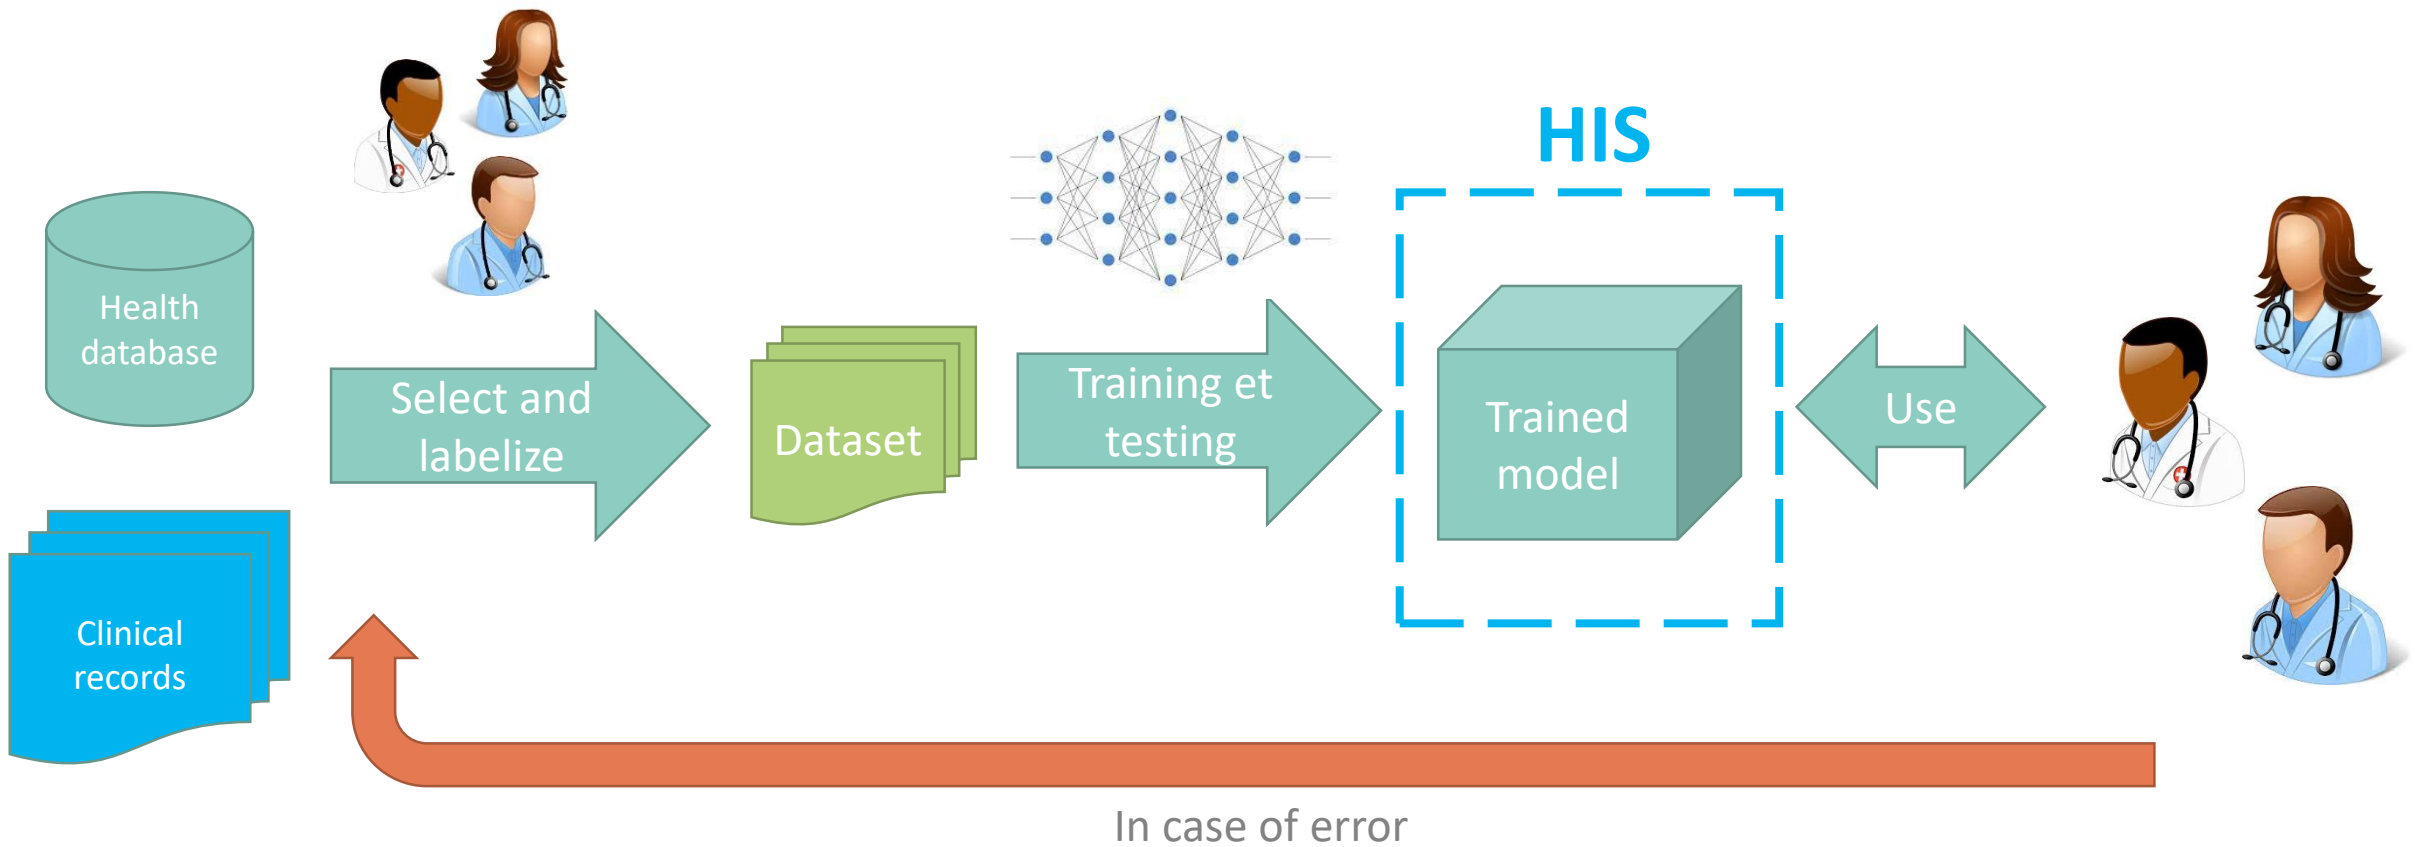 Health
database
Clinical
records
Select and
labelize
Dataset
Training et
testing
HIS
Trained
model
Use
In case of error